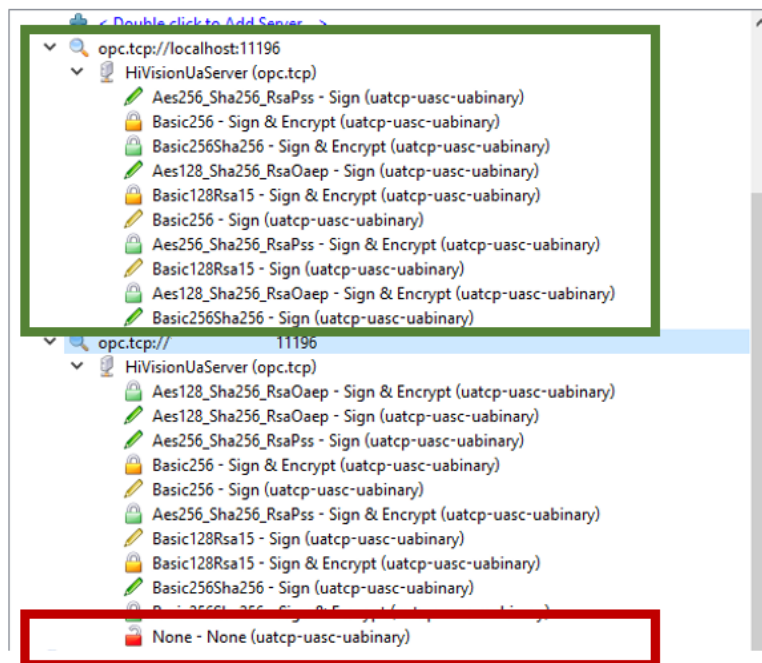 < Double click to Add Server... >
opc.tcp://localhost:11196
HiVisionUaServer (opc.tcp)
Aes256_Sha256_RsaPss - Sign (uatcp-uasc-uabinary)
Basic256 - Sign & Encrypt (uatcp-uasc-uabinary)
Basic256Sha256 - Sign & Encrypt (uatcp-uasc-uabinary)
Aes128_Sha256_RsaOaep - Sign (uatcp-uasc-uabinary)
Basic128Rsa15 - Sign & Encrypt (uatcp-uasc-uabinary)
Basic256 - Sign (uatcp-uasc-uabinary)
Aes256_Sha256_RsaPss - Sign & Encrypt (uatcp-uasc-uabinary)
Basic128Rsa15 - Sign (uatcp-uasc-uabinary)
Aes128_Sha256_RsaOaep - Sign & Encrypt (uatcp-uasc-uabinary)
Basic256Sha256 - Sign (uatcp-uasc-uabinary)
opc.tcp:// 11196
HiVisionUaServer (opc.tcp)
Aes128_Sha256_RsaOaep - Sign & Encrypt (uatcp-uasc-uabinary)
Aes128_Sha256_RsaOaep - Sign (uatcp-uasc-uabinary)
Aes256_Sha256_RsaPss - Sign (uatcp-uasc-uabinary)
Basic256 - Sign & Encrypt (uatcp-uasc-uabinary)
Basic256 - Sign (uatcp-uasc-uabinary)
Aes256_Sha256_RsaPss - Sign & Encrypt (uatcp-uasc-uabinary)
Basic128Rsa15 - Sign (uatcp-uasc-uabinary)
Basic128Rsa15 - Sign & Encrypt (uatcp-uasc-uabinary)
Basic256Sha256 - Sign (uatcp-uasc-uabinary)
Basic256Sha256 - Sign & Encrypt (uatcp-uasc-uabinary)
None - None (uatcp-uasc-uabinary)